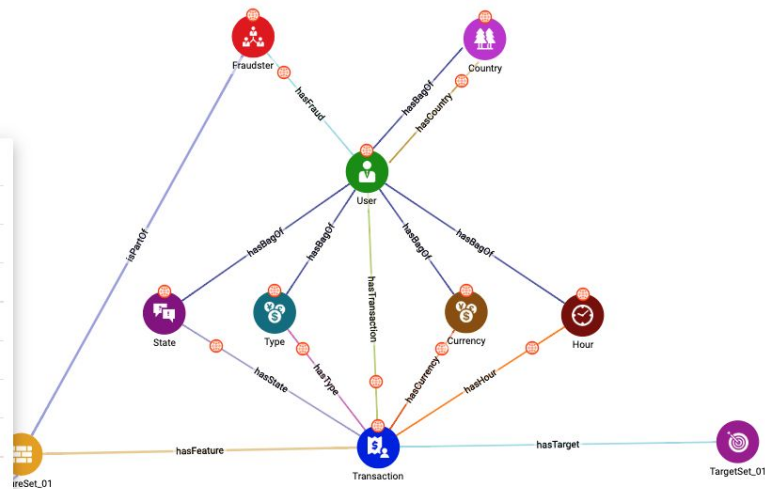 Fraudster
Country
hasFraud
hasBagOf
hasCountry
User
isPartOf
hasBagOf
hasBagOf
hasBagOf
hasBagOf
hasTransaction
State
Type
Currency
Hour
hasState
hasType
hasCurrency
hasHour
hasFeature
hasTarget
reSet_01
Transaction
TargetSet_01